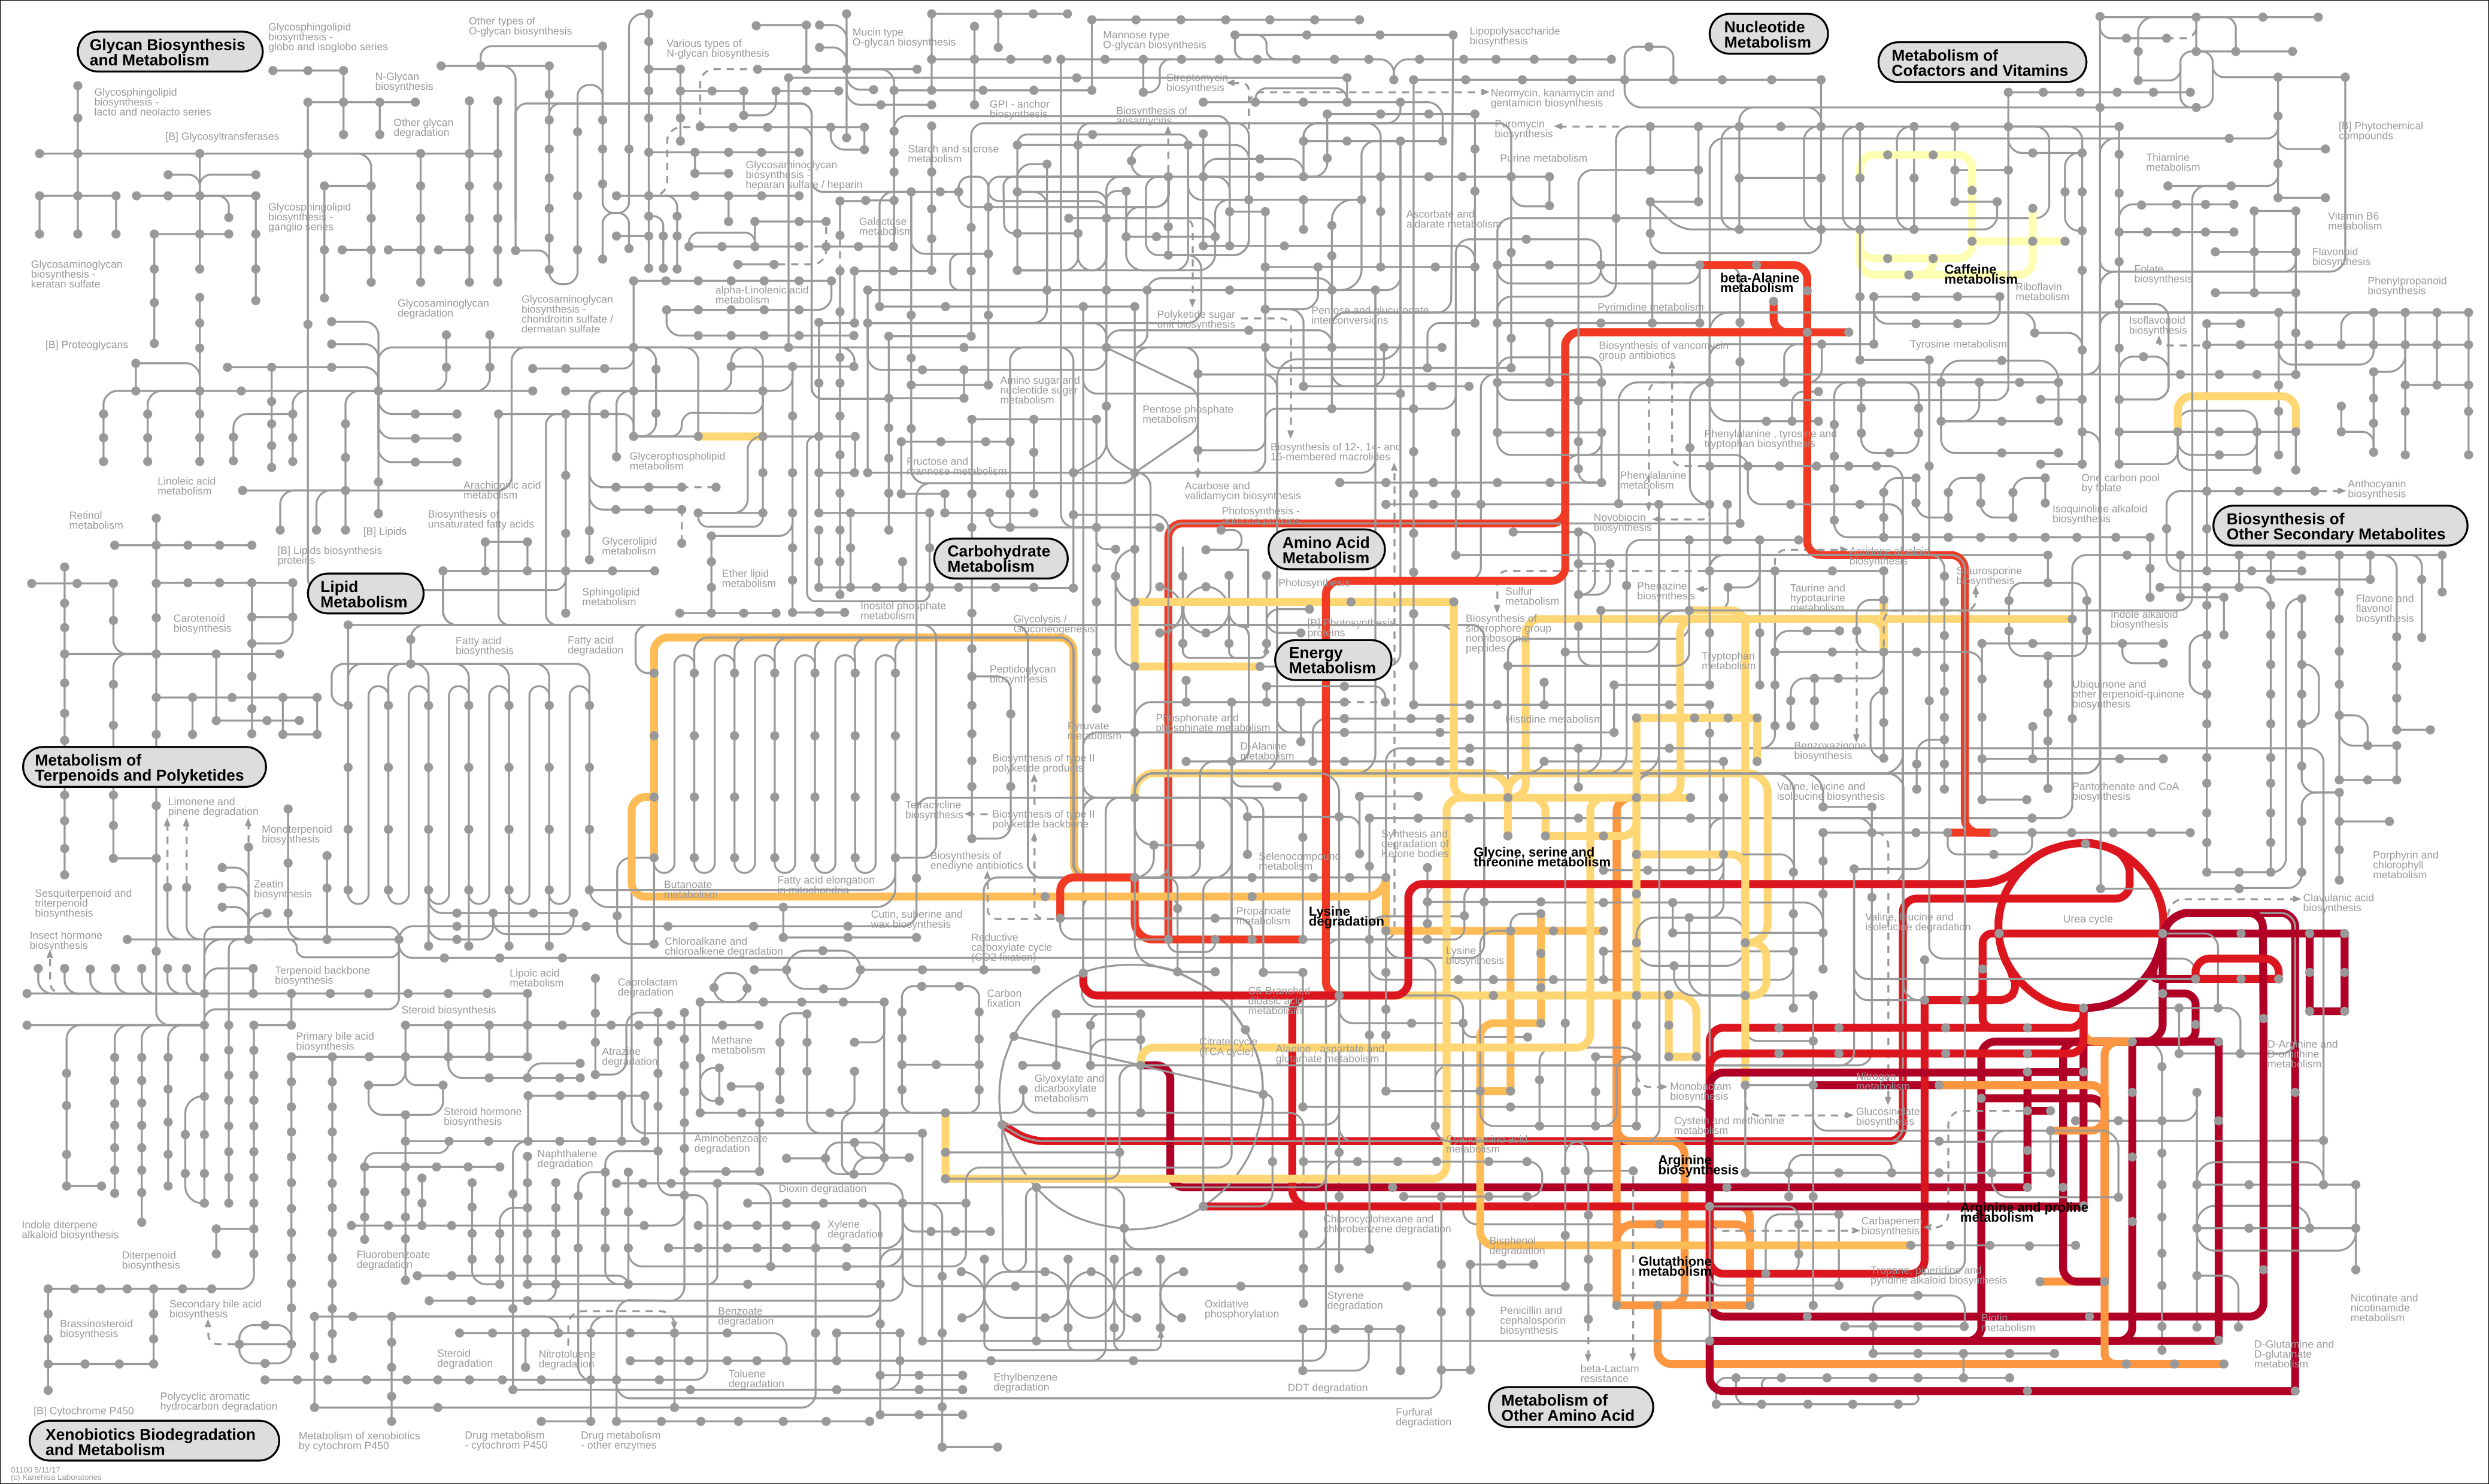 Glycan Biosynthesis
and Metabolism
Glycosphingolipid
biosynthesis -
globo and isoglobo series
Other types of
O-glycan biosynthesis
Various types of
N-glycan biosynthesis
Mucin type
O-glycan biosynthesis
Mannose type
O-glycan biosynthesis
Lipopolysaccharide
biosynthesis
Nucleotide
Metabolism
Metabolism of
Cofactors and Vitamins
N-Glycan
biosynthesis
Glycosphingolipid
biosynthesis -
lacto and neolacto series
Other glycan
degradation
[B] Glycosyltransferases
GPI - anchor
biosynthesis
Streptomycin
biosynthesis
Biosynthesis of
ansamycins
Neomycin, kanamycin and
gentamicin biosynthesis
Puromycin
biosynthesis
Purine metabolism
[B] Phytochemical
compounds
Thiamine
metabolism
Starch and sucrose
metabolism
Glycosaminoglycan
biosynthesis -
heparan sulfate / heparin
Glycosphingolipid
biosynthesis -
ganglio series
Galactose
metabolism
Ascorbate and
aldarate metabolism
Vitamin B6
metabolism
Flavonoid
biosynthesis
Glycosaminoglycan
biosynthesis -
keratan sulfate
Glycosaminoglycan
degradation
Glycosaminoglycan
biosynthesis -
chondroitin sulfate /
dermatan sulfate
alpha-Linolenic acid
metabolism
Polyketide sugar
unit biosynthesis
Pentose and glucuronate
interconversions
Pyrimidine metabolism
beta-Alanine
metabolism
Caffeine
metabolism
Riboflavin
metabolism
Folate
biosynthesis
Phenylpropanoid
biosynthesis
Isoflavonoid
biosynthesis
[B] Proteoglycans
Biosynthesis of vancomycin
group antibiotics
Tyrosine metabolism
Amino sugar and
nucleotide sugar
metabolism
Pentose phosphate
metabolism
Phenylalanine , tyrosine and
tryptophan biosynthesis
Biosynthesis of 12-, 14- and
16-membered macrolides
Glycerophospholipid
metabolism
Fructose and
mannose metabolism
Phenylalanine
metabolism
One carbon pool
by folate
Anthocyanin
biosynthesis
Linoleic acid
metabolism
Arachidonic acid
metabolism
Acarbose and
validamycin biosynthesis
Retinol
metabolism
Biosynthesis of
unsaturated fatty acids
[B] Lipids
Photosynthesis -
antenna proteins
Novobiocin
biosynthesis
Isoquinoline alkaloid
biosynthesis
Biosynthesis of
Other Secondary Metabolites
[B] Lipids biosynthesis
proteins
Glycerolipid
metabolism
Carbohydrate
Metabolism
Amino Acid
Metabolism
Acridone alkaloid
biosynthesis
Lipid
Metabolism
Ether lipid
metabolism
Photosynthesis
Staurosporine
biosynthesis
Sphingolipid
metabolism
Inositol phosphate
metabolism
Sulfur
metabolism
Phenazine
biosynthesis
Taurine and
hypotaurine
metabolism
Flavone and
flavonol
biosynthesis
Carotenoid
biosynthesis
Glycolysis /
Gluconeogenesis
[B] Photosynthesis
proteins
Biosynthesis of
siderophore group
nonribosomal
peptides
Indole alkaloid
biosynthesis
Fatty acid
biosynthesis
Fatty acid
degradation
Energy
Metabolism
Tryptophan
metabolism
Peptidoglycan
biosynthesis
Ubiquinone and
other terpenoid-quinone
biosynthesis
Pyruvate
metabolism
Phosphonate and
phosphinate metabolism
Histidine metabolism
D-Alanine
metabolism
Benzoxazinone
biosynthesis
Metabolism of
Terpenoids and Polyketides
Biosynthesis of type II
polyketide products
Valine, leucine and
isoleucine biosynthesis
Pantothenate and CoA
biosynthesis
Limonene and
pinene degradation
Tetracycline
biosynthesis
Biosynthesis of type II
polyketide backbone
Monoterpenoid
biosynthesis
Synthesis and
degradation of
Ketone bodies
Biosynthesis of
enediyne antibiotics
Selenocompound
metabolism
Glycine, serine and
threonine metabolism
Porphyrin and
chlorophyll
metabolism
Zeatin
biosynthesis
Butanoate
metabolism
Fatty acid elongation
in mitochondria
Sesquiterpenoid and
triterpenoid
biosynthesis
Clavulanic acid
biosynthesis
Cutin, suberine and
wax biosynthesis
Propanoate
metabolism
Lysine
degradation
Valine, leucine and
isoleucine degradation
Urea cycle
Insect hormone
biosynthesis
Chloroalkane and
chloroalkene degradation
Reductive
carboxylate cycle
(CO2 fixation)
Lysine
biosynthesis
Terpenoid backbone
biosynthesis
Lipoic acid
metabolism
Caprolactam
degradation
Carbon
fixation
C5-Branched
dibasic acid
metabolism
Steroid biosynthesis
Primary bile acid
biosynthesis
Atrazine
degradation
Methane
metabolism
Citrate cycle
(TCA cycle)
Alanine , aspartate and
glutamate metabolism
D-Arginine and
D-ornithine
metabolism
Glyoxylate and
dicarboxylate
metabolism
Nitrogen
metabolism
Monobactam
biosynthesis
Steroid hormone
biosynthesis
Glucosinolate
biosynthesis
Cystein and methionine
metabolism
Aminobenzoate
degradation
Cyanoamino acid
metabolism
Naphthalene
degradation
Arginine
biosynthesis
Dioxin degradation
Arginine and proline
metabolism
Indole diterpene
alkaloid biosynthesis
Xylene
degradation
Chlorocyclohexane and
chlorobenzene degradation
Carbapenem
biosynthesis
Diterpenoid
biosynthesis
Fluorobenzoate
degradation
Bisphenol
degradation
Glutathione
metabolism
Tropane, piperidine and
pyridine alkaloid biosynthesis
Secondary bile acid
biosynthesis
Brassinosteroid
biosynthesis
Benzoate
degradation
Oxidative
phosphorylation
Styrene
degradation
Penicillin and
cephalosporin
biosynthesis
Biotin
metabolism
Nicotinate and
nicotinamide
metabolism
Steroid
degradation
Nitrotoluene
degradation
D-Glutamine and
D-glutamate
metabolism
Toluene
degradation
Ethylbenzene
degradation
DDT degradation
beta-Lactam
resistance
Polycyclic aromatic
hydrocarbon degradation
[B] Cytochrome P450
Metabolism of
Other Amino Acid
Furfural
degradation
Xenobiotics Biodegradation
and Metabolism
Metabolism of xenobiotics
by cytochrom P450
Drug metabolism
- cytochrom P450
Drug metabolism
- other enzymes
01100 5/11/17
(c) Kanehisa Laboratories